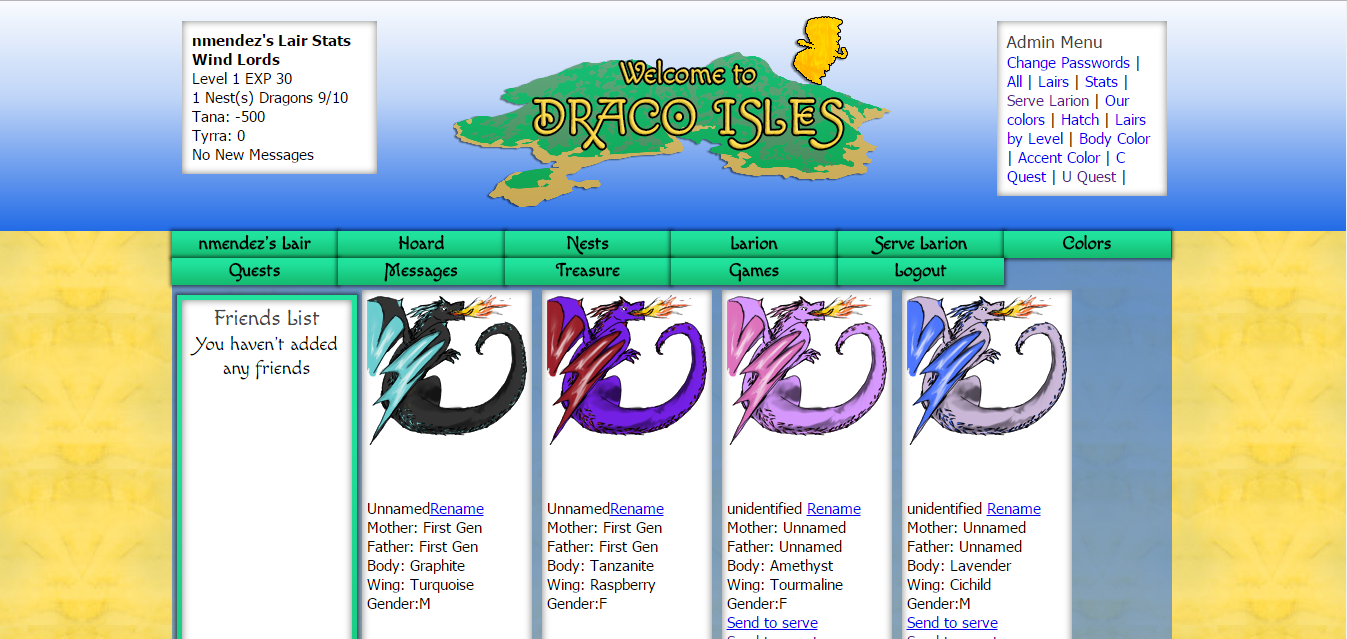 nmendez's Lair Stats
Wind Lords
Level 1 EXP 30
1 Nest(s) Dragons 9/10
Tana: -500
Tyrra: 0
No New Messages
Welcome to
DRACO ISLES
Admin Menu
Change Passwords |
All | Lairs | Stats |
Serve Larion | Our
colors | Hatch | Lairs
by Level | Body Color
| Accent Color | C
Quest | U Quest |
nmendez's Lair Hoard Nests Larion Serve Larion Colors
Quests Messages Treasure Games Logout
Friends List
You haven't added
any friends
UnnamedRename
Mother: First Gen
Father: First Gen
Body: Graphite
Wing: Turquoise
Gender:M
UnnamedRename
Mother: First Gen
Father: First Gen
Body: Tanzanite
Wing: Raspberry
Gender:F
unidentified Rename
Mother: Unnamed
Father: Unnamed
Body: Amethyst
Wing: Tourmaline
Gender:F
Send to serve
unidentified Rename
Mother: Unnamed
Father: Unnamed
Body: Lavender
Wing: Cichild
Gender:M
Send to serve